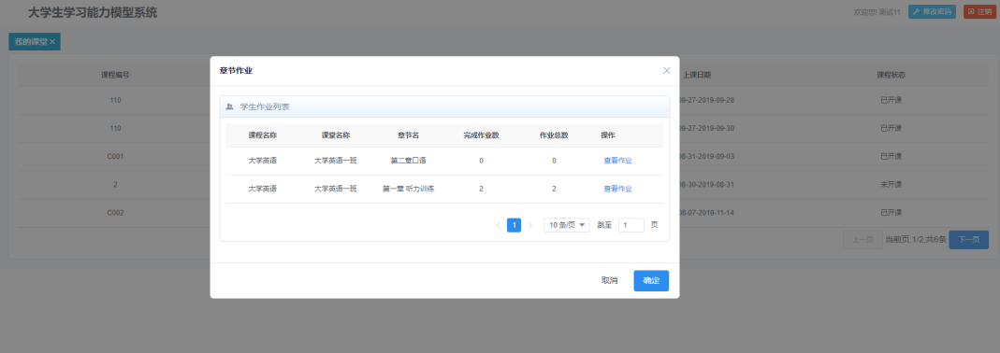 大学生学习能力模型系统
欢迎您! 测试11 修改密码 注销
我的课堂 ×
课程编号 上课日期 课程状态
110 09-27-2019-09-28 已开课
110 09-27-2019-09-30 已开课
C001 08-31-2019-09-03 已开课
2 08-30-2019-08-31 未开课
C002 08-07-2019-11-14 已开课
上一页 当前页:1/2,共6条 下一页
章节作业
学生作业列表
课程名称 课堂名称 章节名 完成作业数 作业总数 操作
大学英语 大学英语一班 第二章口语 0 0 查看作业
大学英语 大学英语一班 第一章 听力训练 2 2 查看作业
1 10 条/页 跳至 1 页
取消 确定